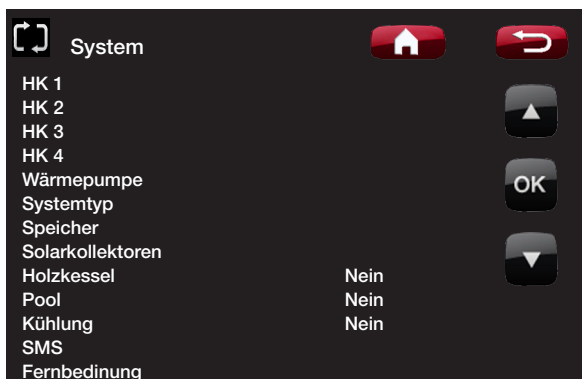 System
HK 1
HK 2
HK 3
HK 4
Wärmepumpe
OK
Systemtyp
Speicher
Solarkollektoren
Holzkessel Nein
Pool Nein
Kühlung Nein
SMS
Fernbedinung